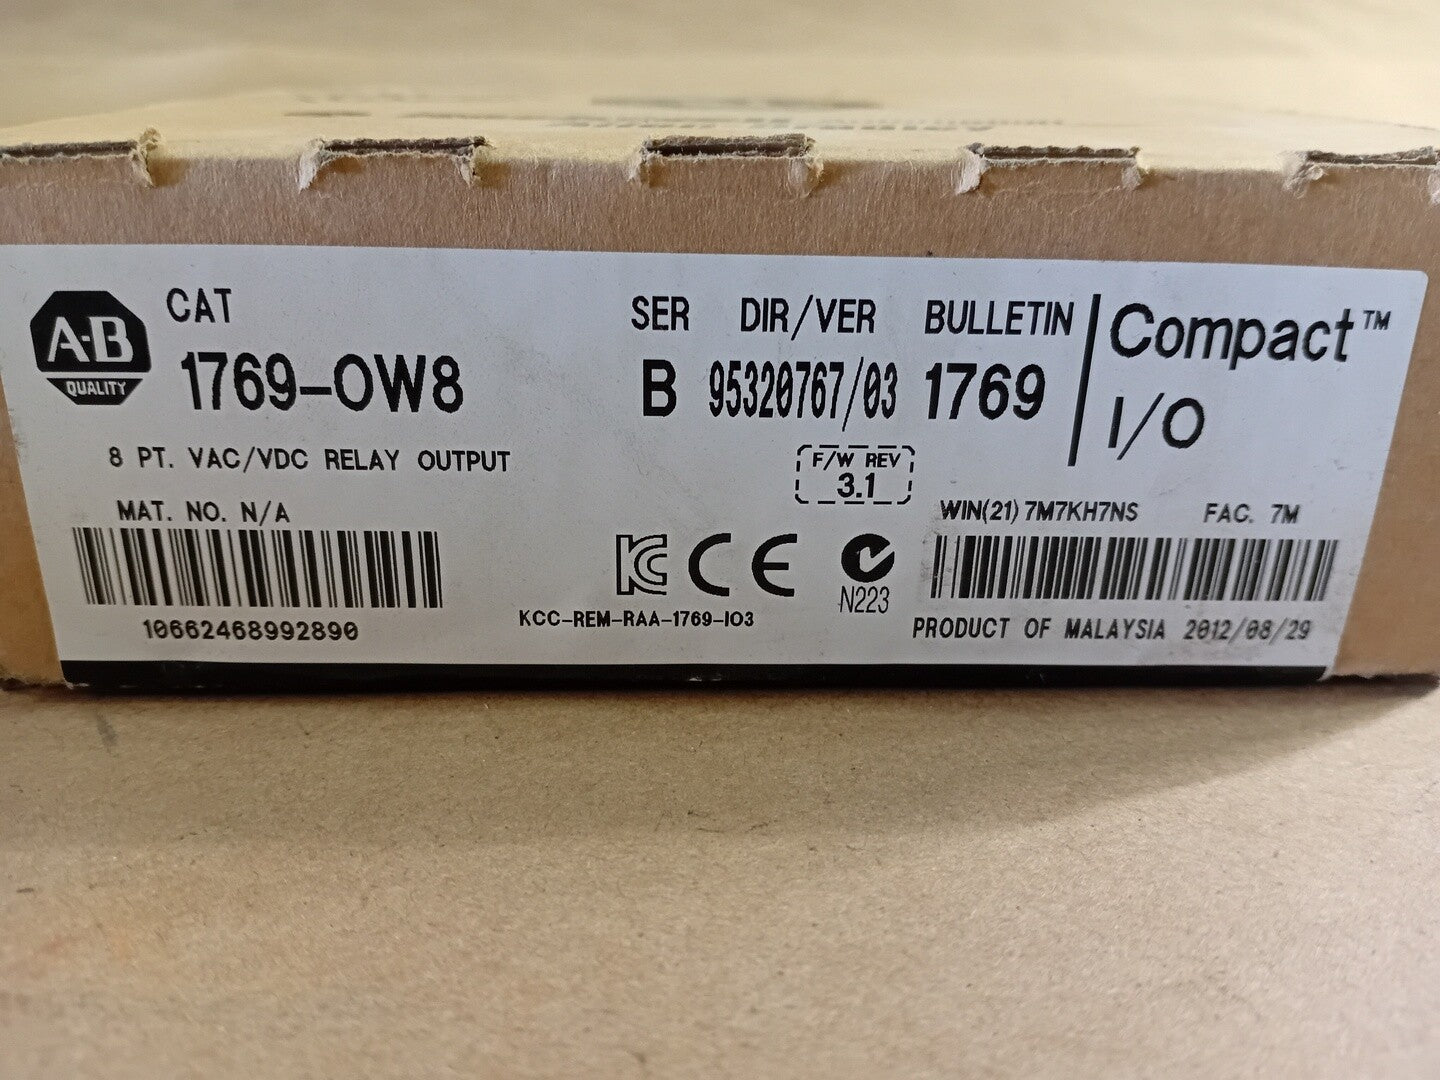 A-B
QUALITY
CAT
1769-OW8
8 PT. VAC/VDC RELAY OUTPUT
MAT. NO. N/A
10662468992890
SER
B
DIR/VER
95320767/03
BULLETIN
1769
Compact™
I/O
F/W REV
3.1
KCC-REM-RAA-1769-IO3
CE
N223
WIN(21) 7M7KH7NS
FAC. 7M
PRODUCT OF MALAYSIA 2012/08/29